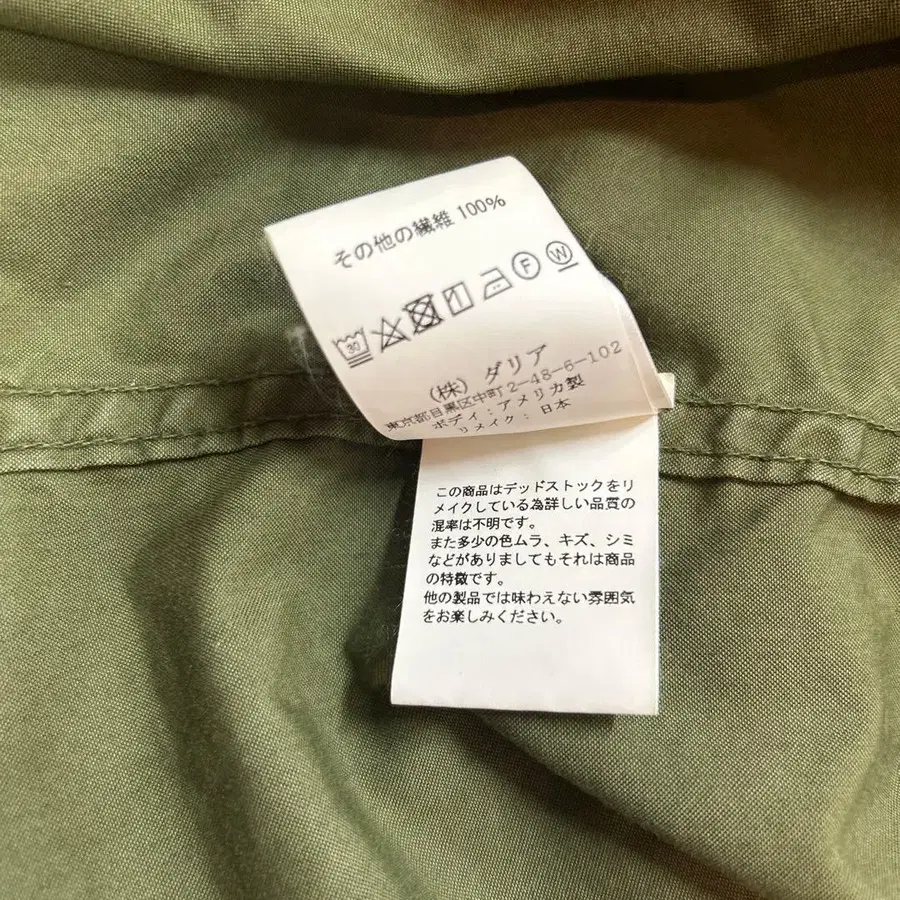 その他の繊維 100%
30 F W
(株) ダリア
東京都目黒区中町2-48-6-102
ボディ:アメリカ製
リメイク: 日本
この商品はデッドストックをリ
メイクしている為詳しい品質の
混率は不明です。
また多少の色ムラ、キズ、シミ
などがありましてもそれは商品
の特徴です。
他の製品では味わえない雰囲気
をお楽しみください。